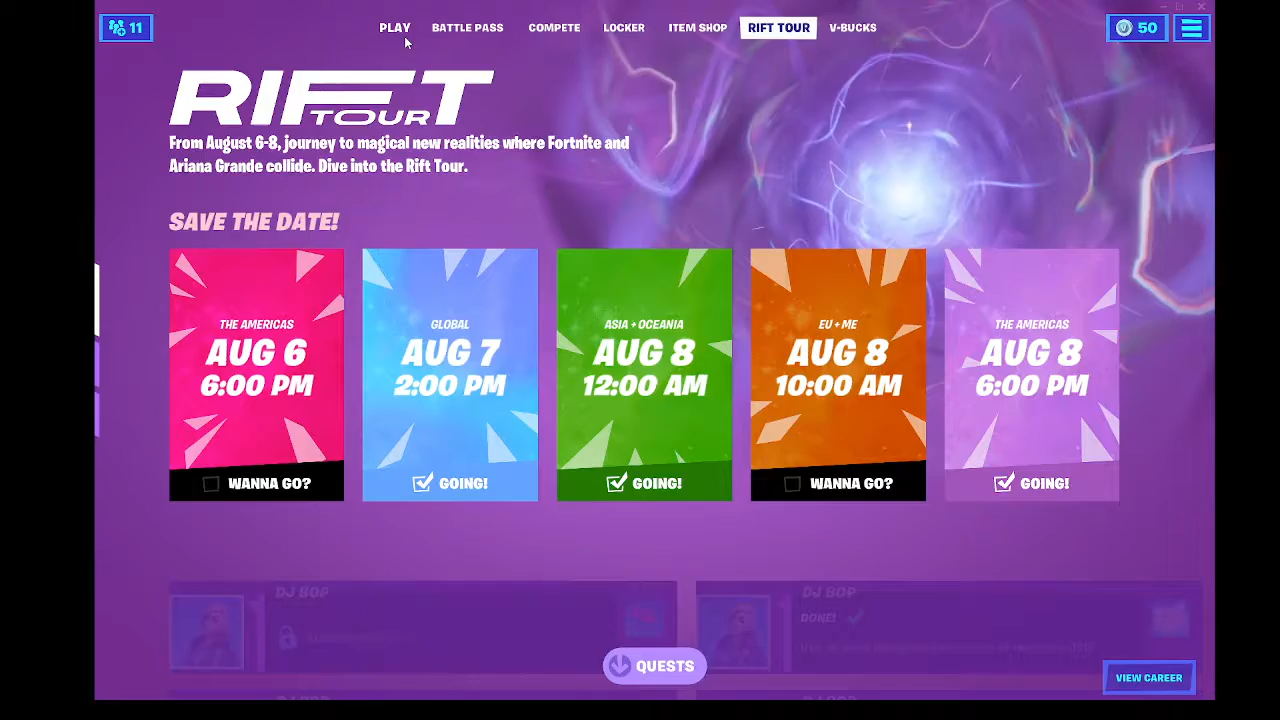 11
PLAY
BATTLE PASS
COMPETE
LOCKER
ITEM SHOP
RIFT TOUR
V-BUCKS
50
RIFT
TOUR
From August 6-8, journey to magical new realities where Fortnite and
Ariana Grande collide. Dive into the Rift Tour.
SAVE THE DATE!
THE AMERICAS
AUG 6
6:00 PM
WANNA GO?
GLOBAL
AUG 7
2:00 PM
GOING!
ASIA + OCEANIA
AUG 8
12:00 AM
GOING!
EU + ME
AUG 8
10:00 AM
WANNA GO?
THE AMERICAS
AUG 8
6:00 PM
GOING!
DJ BOP
DJ BOP
DONE!
QUESTS
VIEW CAREER
DJ BOP
DJ BOP